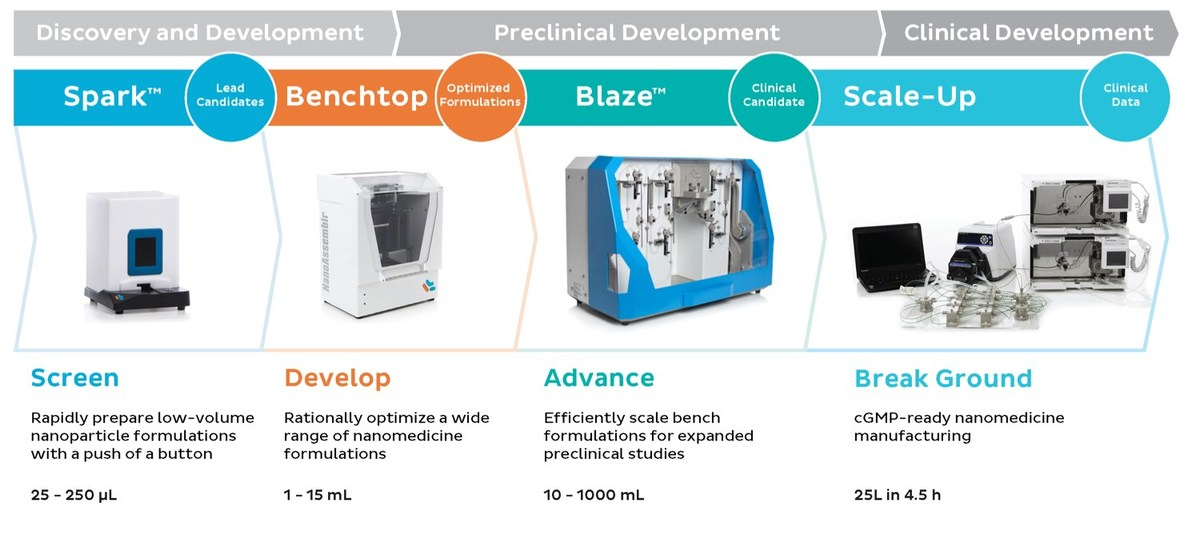 Discovery and Development
Preclinical Development
Clinical Development
Spark™
Lead
Candidates
Benchtop
Optimized
Formulations
Blaze™
Clinical
Candidate
Scale-Up
Clinical
Data
NanoAssemblr
Screen
Rapidly prepare low-volume
nanoparticle formulations
with a push of a button
25 - 250 µL
Develop
Rationally optimize a wide
range of nanomedicine
formulations
1 - 15 mL
Advance
Efficiently scale bench
formulations for expanded
preclinical studies
10 - 1000 mL
Break Ground
cGMP-ready nanomedicine
manufacturing
25L in 4.5 h